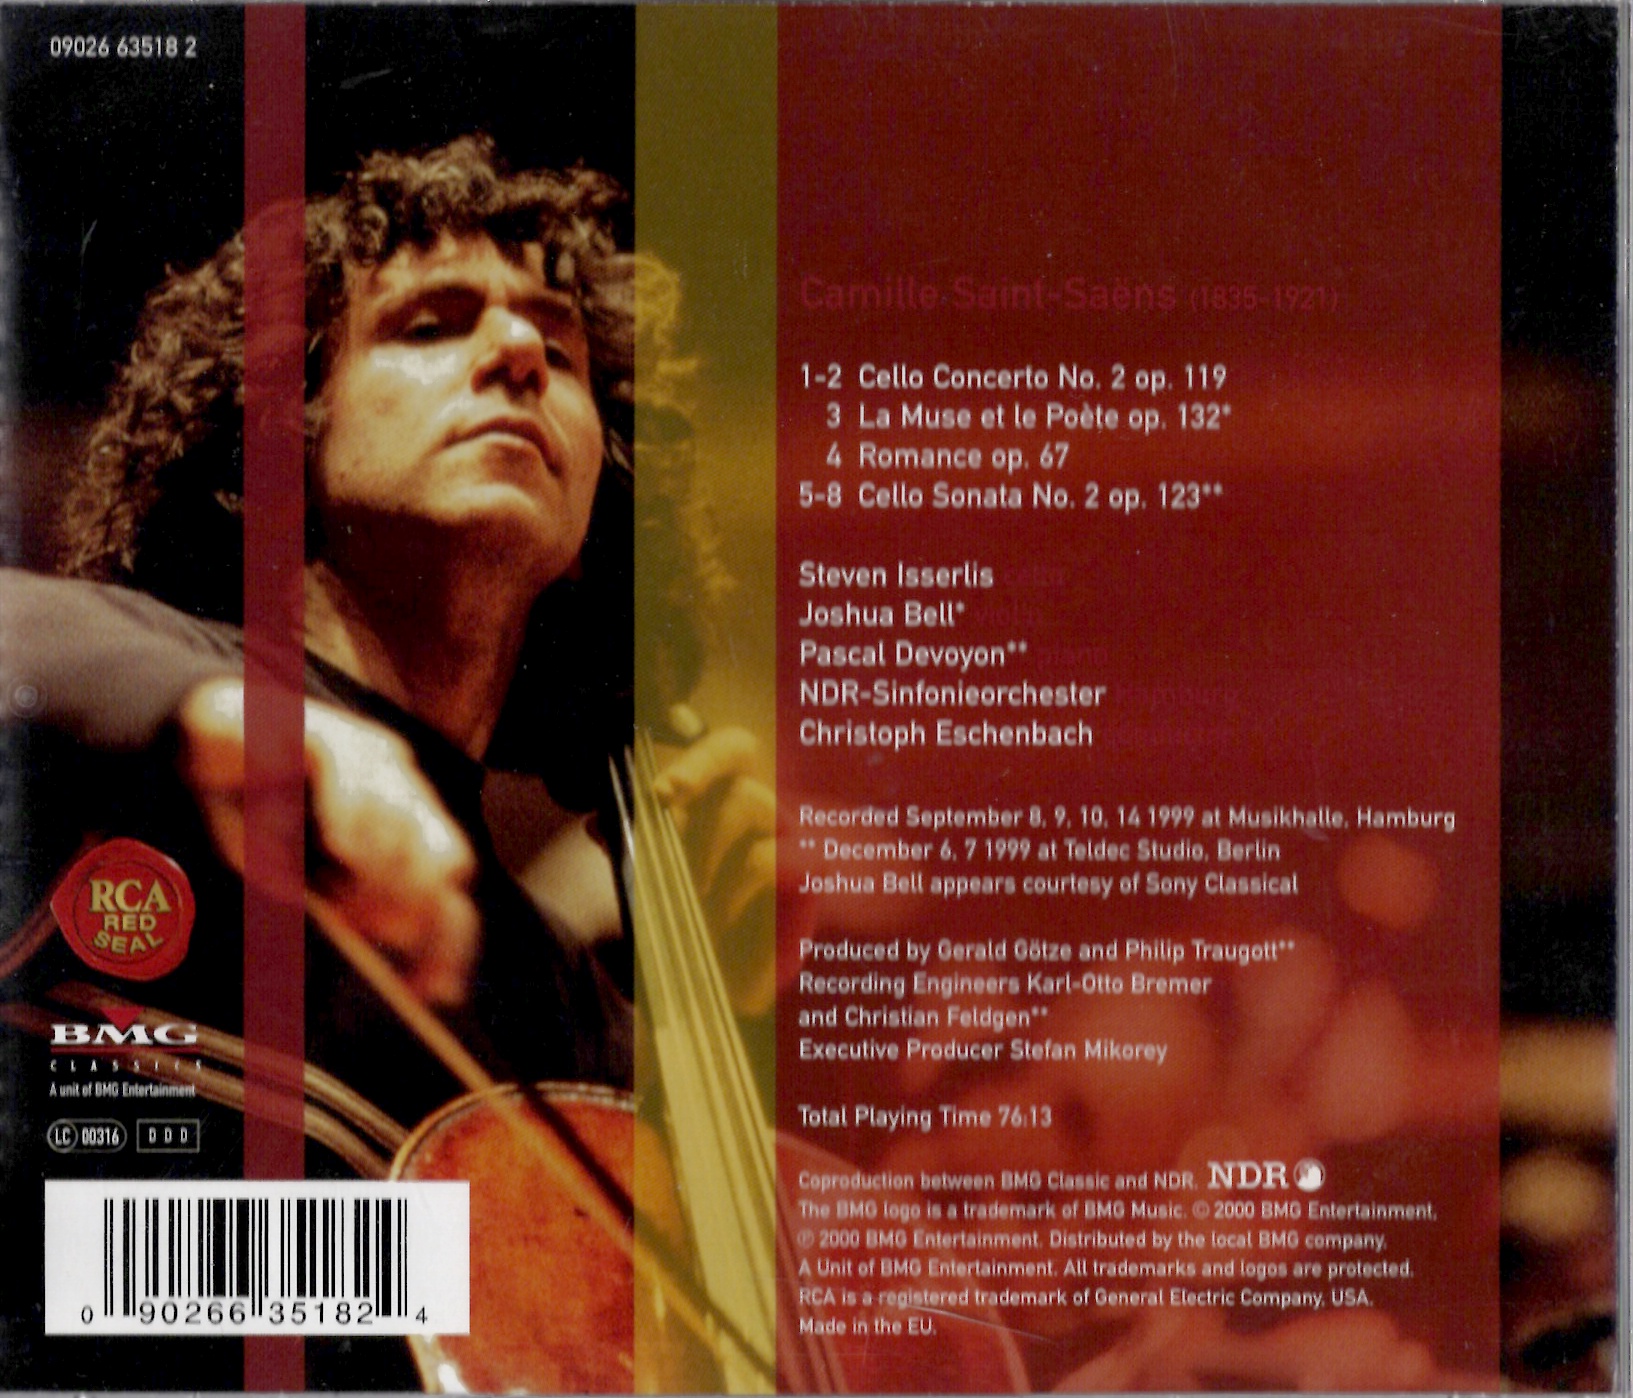 09026 63518 2
Camille Saint-Saëns (1835-1921)
1-2 Cello Concerto No. 2 op. 119
3 La Muse et le Poète op. 132*
4 Romance op. 67
5-8 Cello Sonata No. 2 op. 123**
Steven Isserlis
Joshua Bell*
Pascal Devoyon** piano
NDR-Sinfonieorchester Hamburg
Christoph Eschenbach
Recorded September 8, 9, 10, 14 1999 at Musikhalle, Hamburg
** December 6, 7 1999 at Teldec Studio, Berlin
Joshua Bell appears courtesy of Sony Classical
Produced by Gerald Götze and Philip Traugott**
Recording Engineers Karl-Otto Bremer
and Christian Feldgen**
Executive Producer Stefan Mikorey
Total Playing Time 76:13
Coproduction between BMG Classic and NDR. NDR
The BMG logo is a trademark of BMG Music. © 2000 BMG Entertainment.
℗ 2000 BMG Entertainment. Distributed by the local BMG company.
A Unit of BMG Entertainment. All trademarks and logos are protected.
RCA is a registered trademark of General Electric Company, USA.
Made in the EU.
RCA
RED
SEAL
BMG
CLASSICS
A unit of BMG Entertainment
LC 00316 DDD
0 90266 35182 4